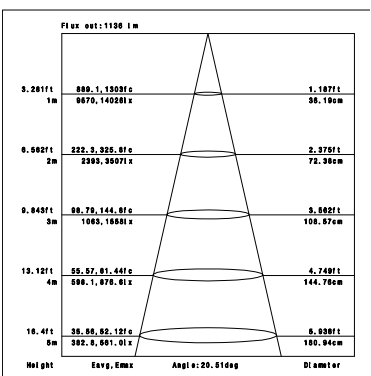 Flux out:1136 lm
3.281ft 889.1,1303fc 1.187ft
1m 9570,14028lx 36.19cm
6.562ft 222.3,325.8fc 2.375ft
2m 2393,3507lx 72.38cm
9.843ft 98.79,144.8fc 3.562ft
3m 1063,1558lx 108.57cm
13.12ft 55.57,81.44fc 4.749ft
4m 598.1,876.6lx 144.76cm
16.4ft 35.56,52.12fc 5.936ft
5m 382.8,561.0lx 180.94cm
Height Eavg,Emax Angle:20.51deg Diameter